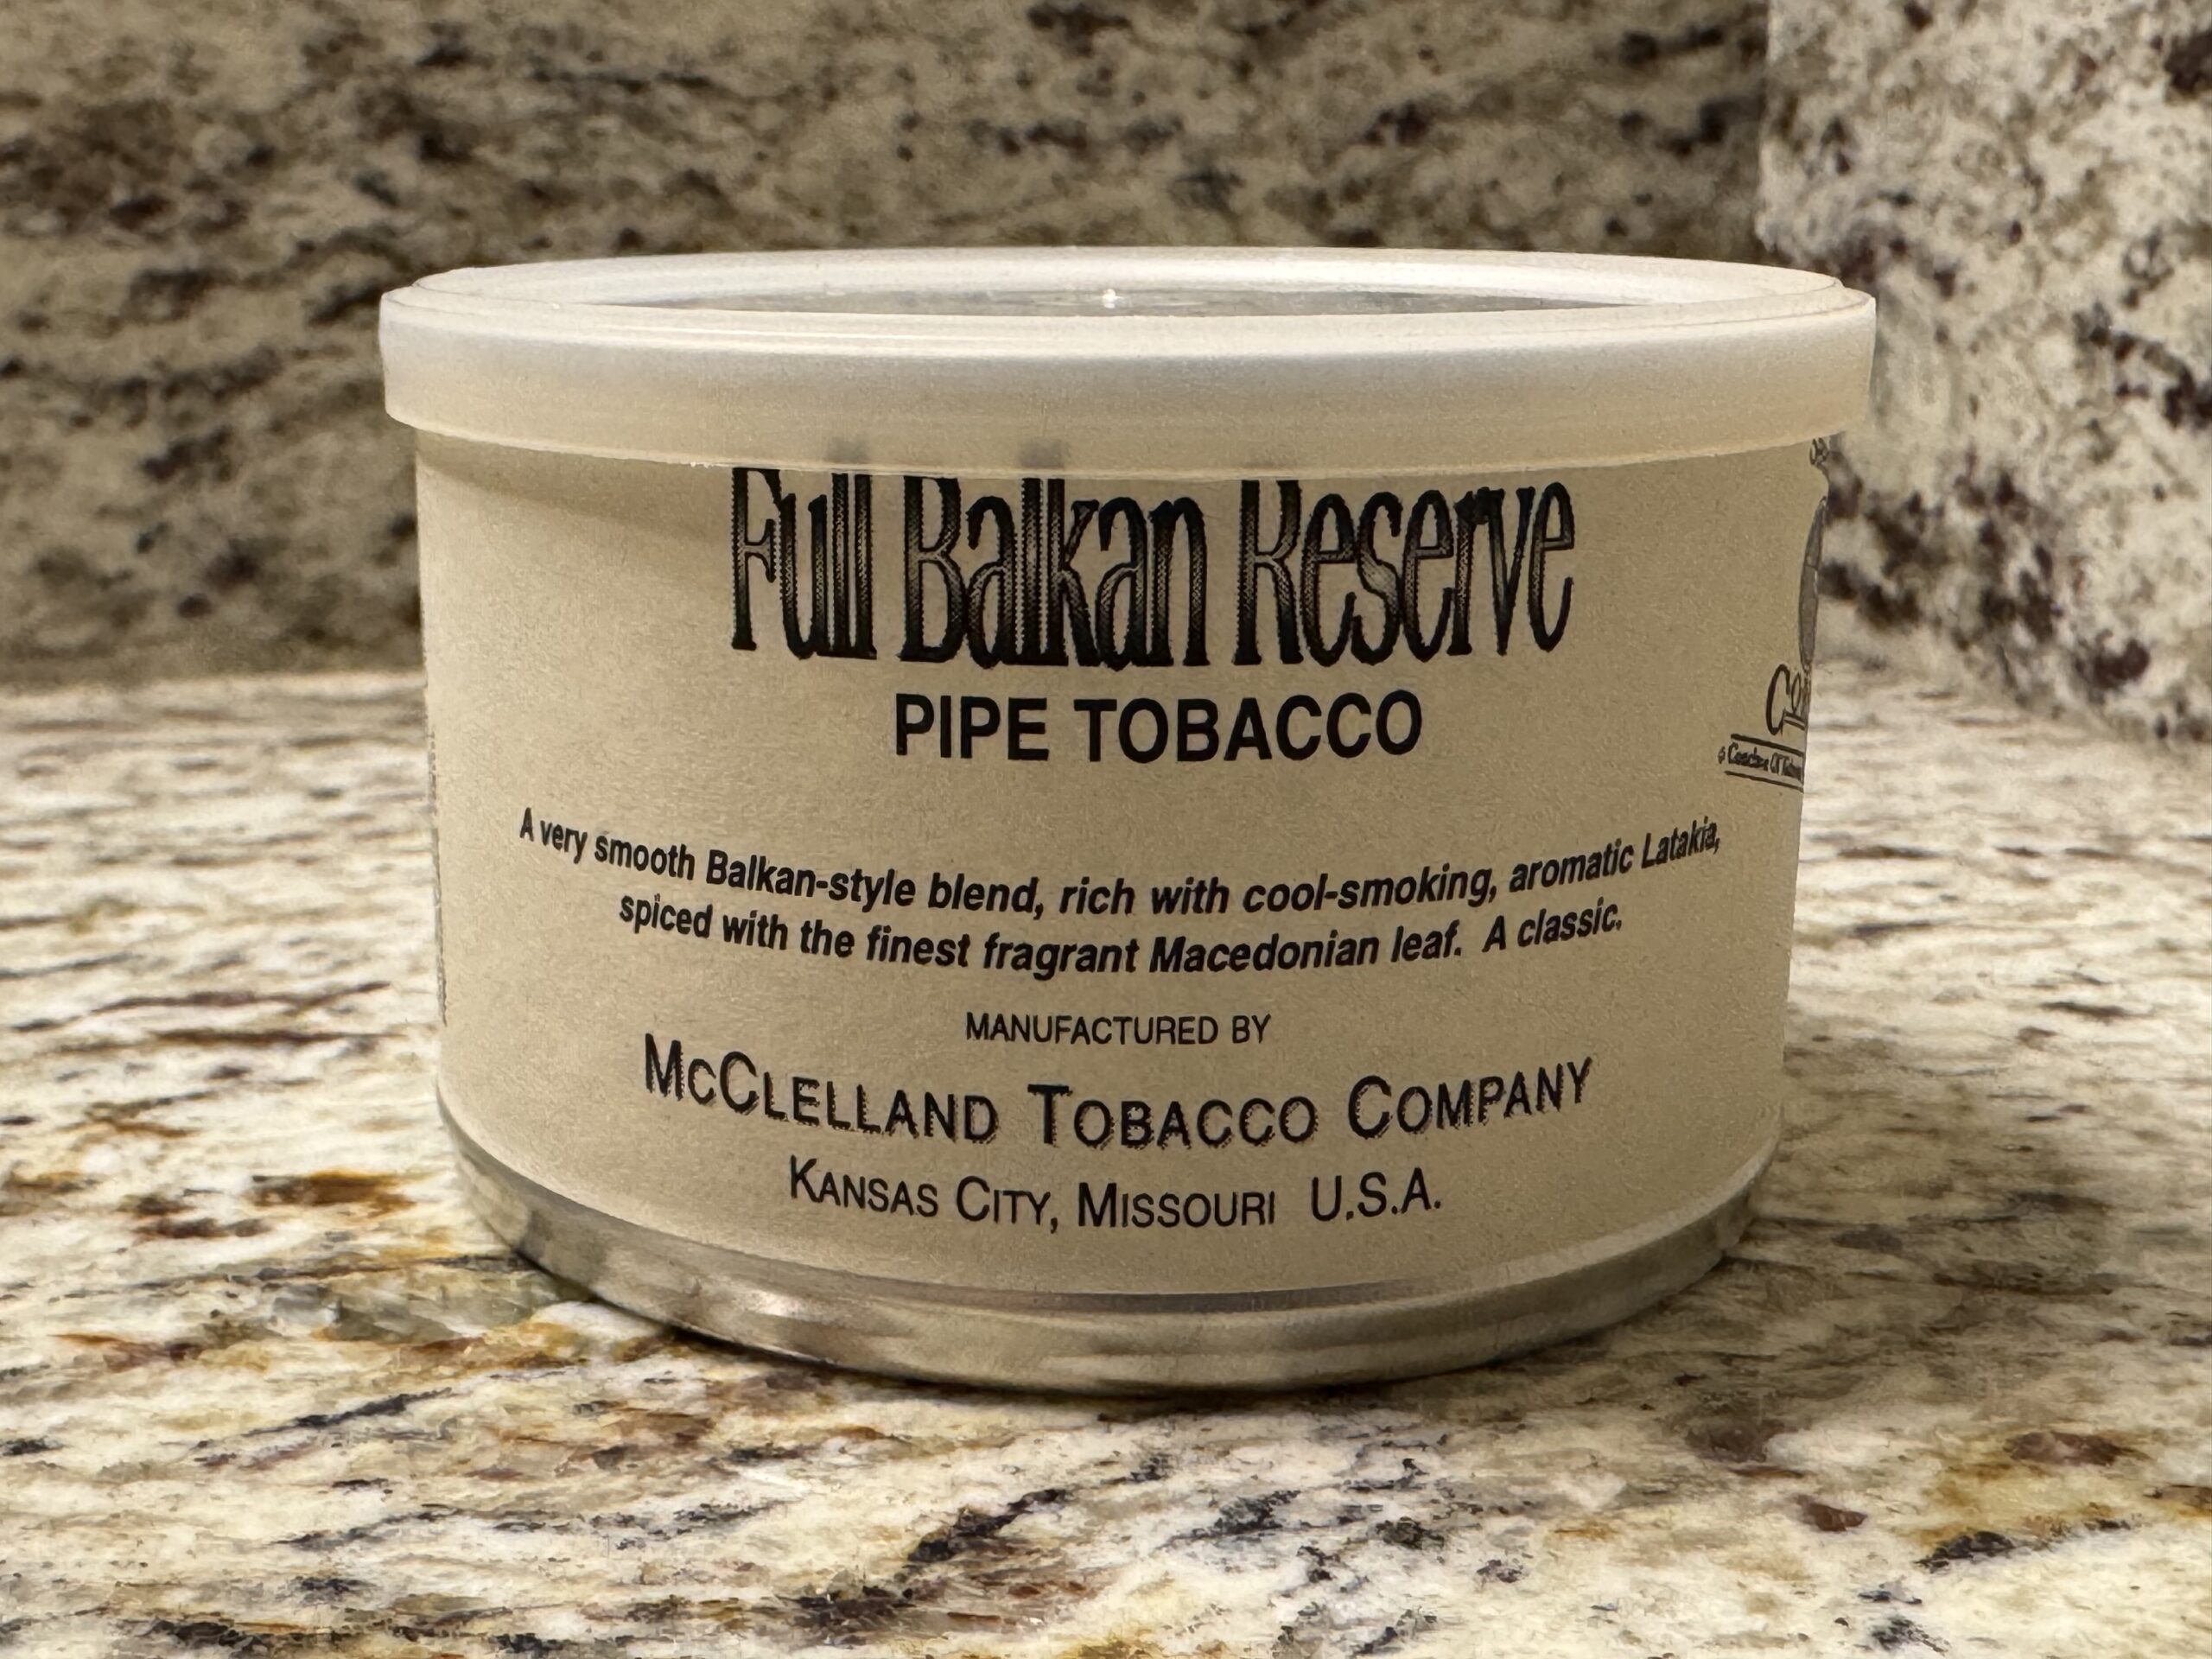 Full Balkan Reserve
PIPE TOBACCO
A very smooth Balkan-style blend, rich with cool-smoking, aromatic Latakia,
spiced with the finest fragrant Macedonian leaf. A classic.
MANUFACTURED BY
MCCLELLAND TOBACCO COMPANY
KANSAS CITY, MISSOURI U.S.A.